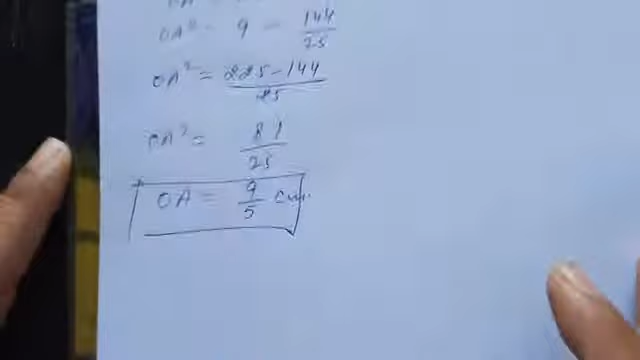 OA² = 9 - 144/25
OA² = 225-144/25
OA² = 81/25
OA = 9/5 cm.